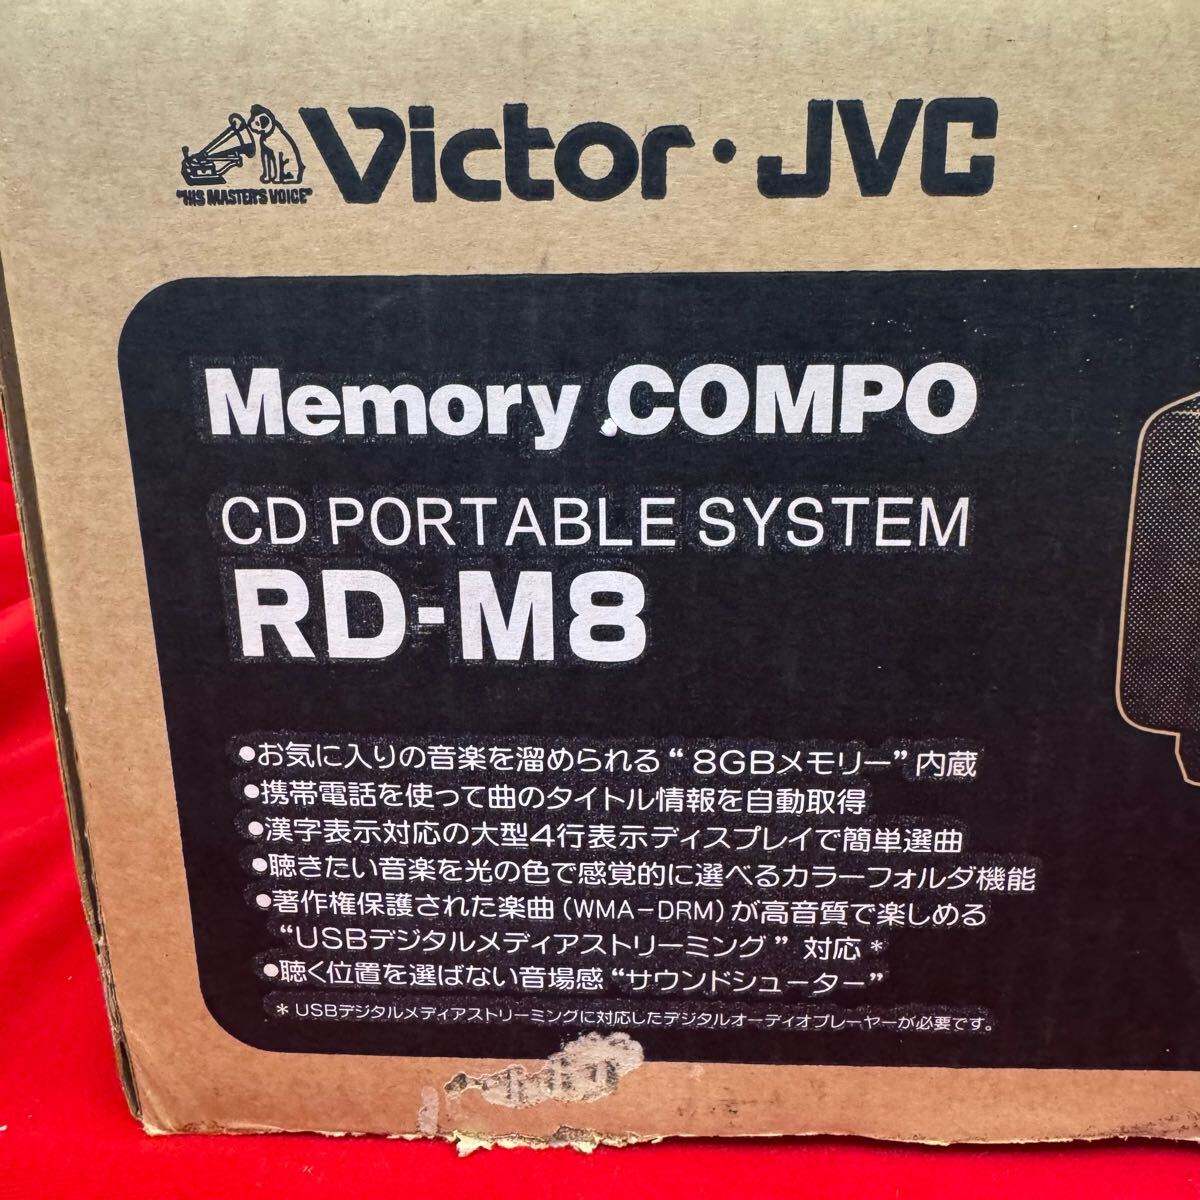 "HIS MASTER'S VOICE"
Victor・JVC
Memory COMPO
CD PORTABLE SYSTEM
RD-M8
●お気に入りの音楽を溜められる“8GBメモリー”内蔵
●携帯電話を使って曲のタイトル情報を自動取得
●漢字表示対応の大型4行表示ディスプレイで簡単選曲
●聴きたい音楽を光の色で感覚的に選べるカラーフォルダ機能
●著作権保護された楽曲(WMA-DRM)が高音質で楽しめる
“USBデジタルメディアストリーミング”対応*
●聴く位置を選ばない音場感“サウンドシューター”
* USBデジタルメディアストリーミングに対応したデジタルオーディオプレーヤーが必要です。